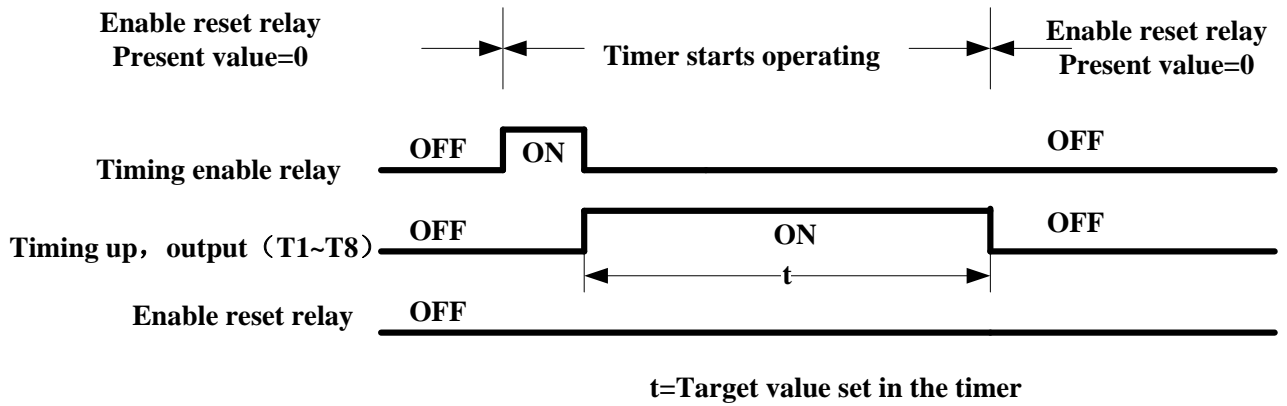 Enable reset relay
Present value=0
Timer starts operating
Enable reset relay
Present value=0
Timing enable relay
OFF
ON
OFF
Timing up，output（T1~T8）
OFF
ON
OFF
t
Enable reset relay
OFF
t=Target value set in the timer